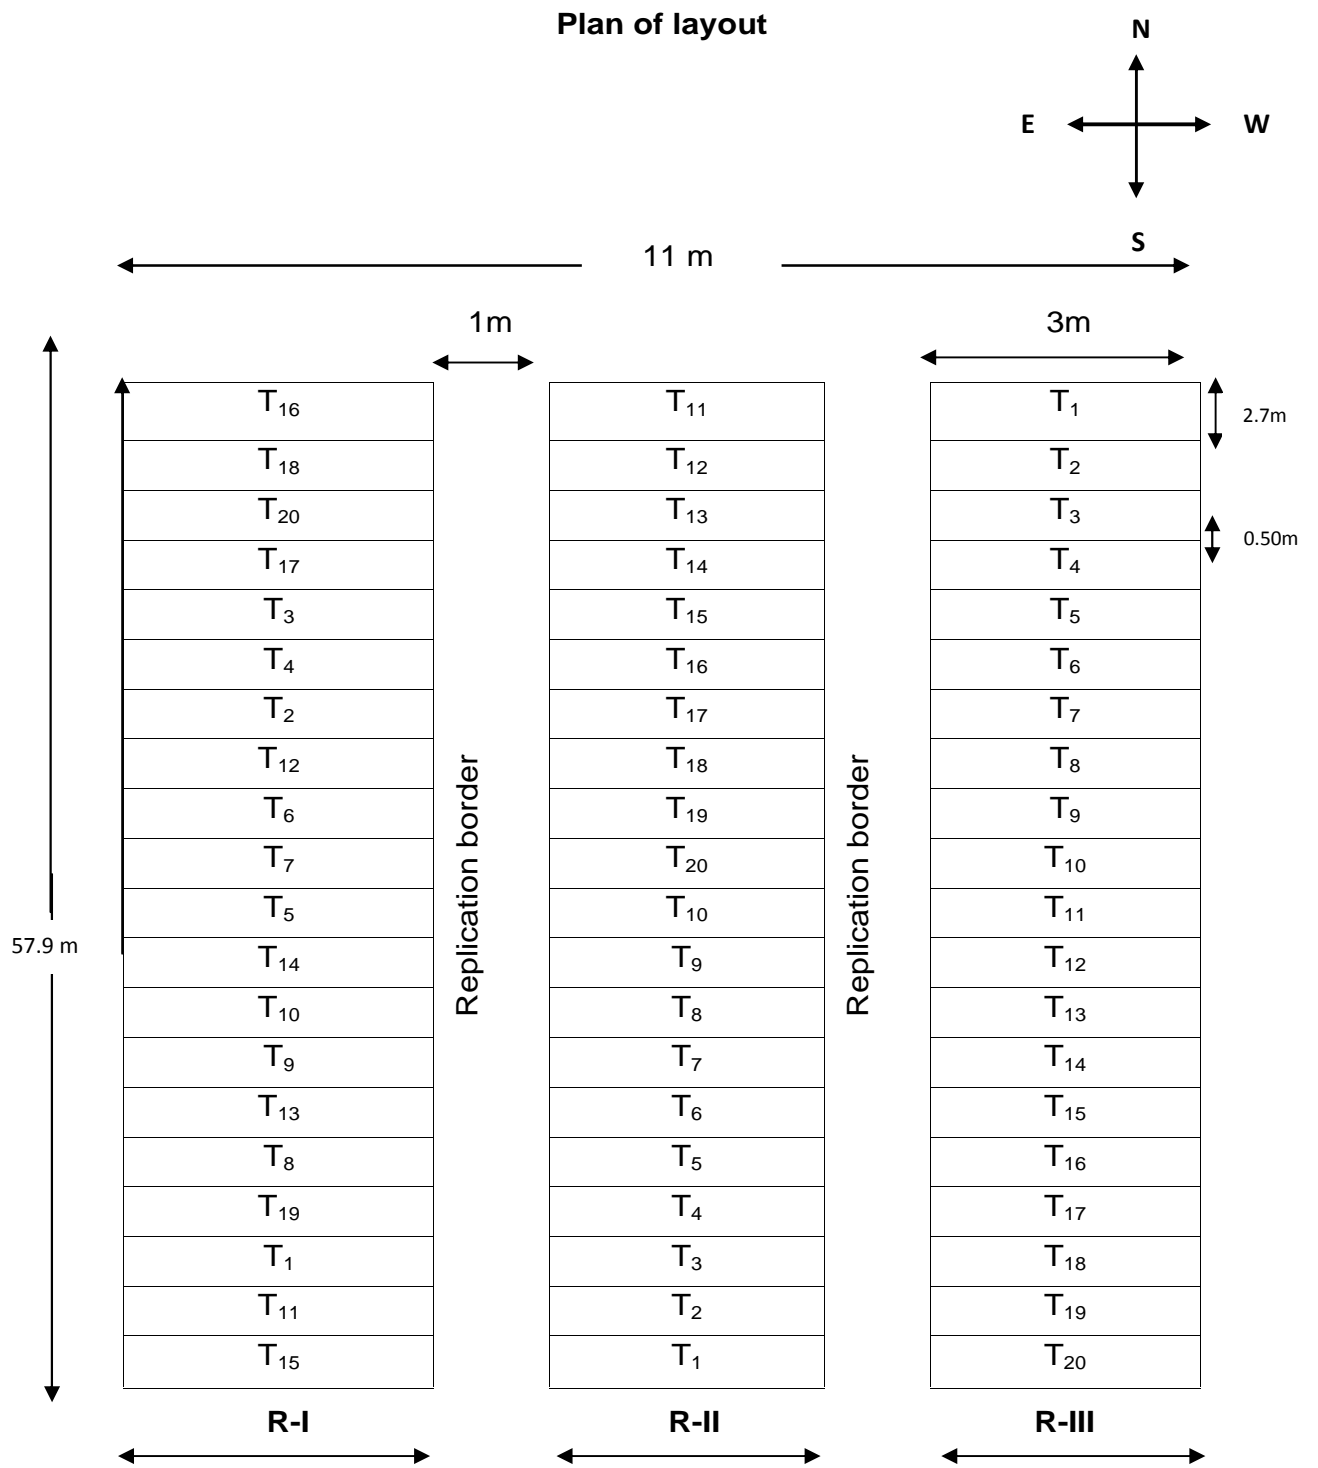 Plan of layout
N
E W
S
11 m
1m 3m
T16 T11 T1
2.7m
T18 T12 T2
T20 T13 T3
0.50m
T17 T14 T4
T3 T15 T5
T4 T16 T6
T2 T17 T7
T12 T18 T8
T6 T19 T9
T7 T20 T10
T5 T10 T11
57.9 m
T14 T9 T12
T10 T8 T13
T9 T7 T14
T13 T6 T15
T8 T5 T16
T19 T4 T17
T1 T3 T18
T11 T2 T19
T15 T1 T20
Replication border
Replication border
R-I R-II R-III